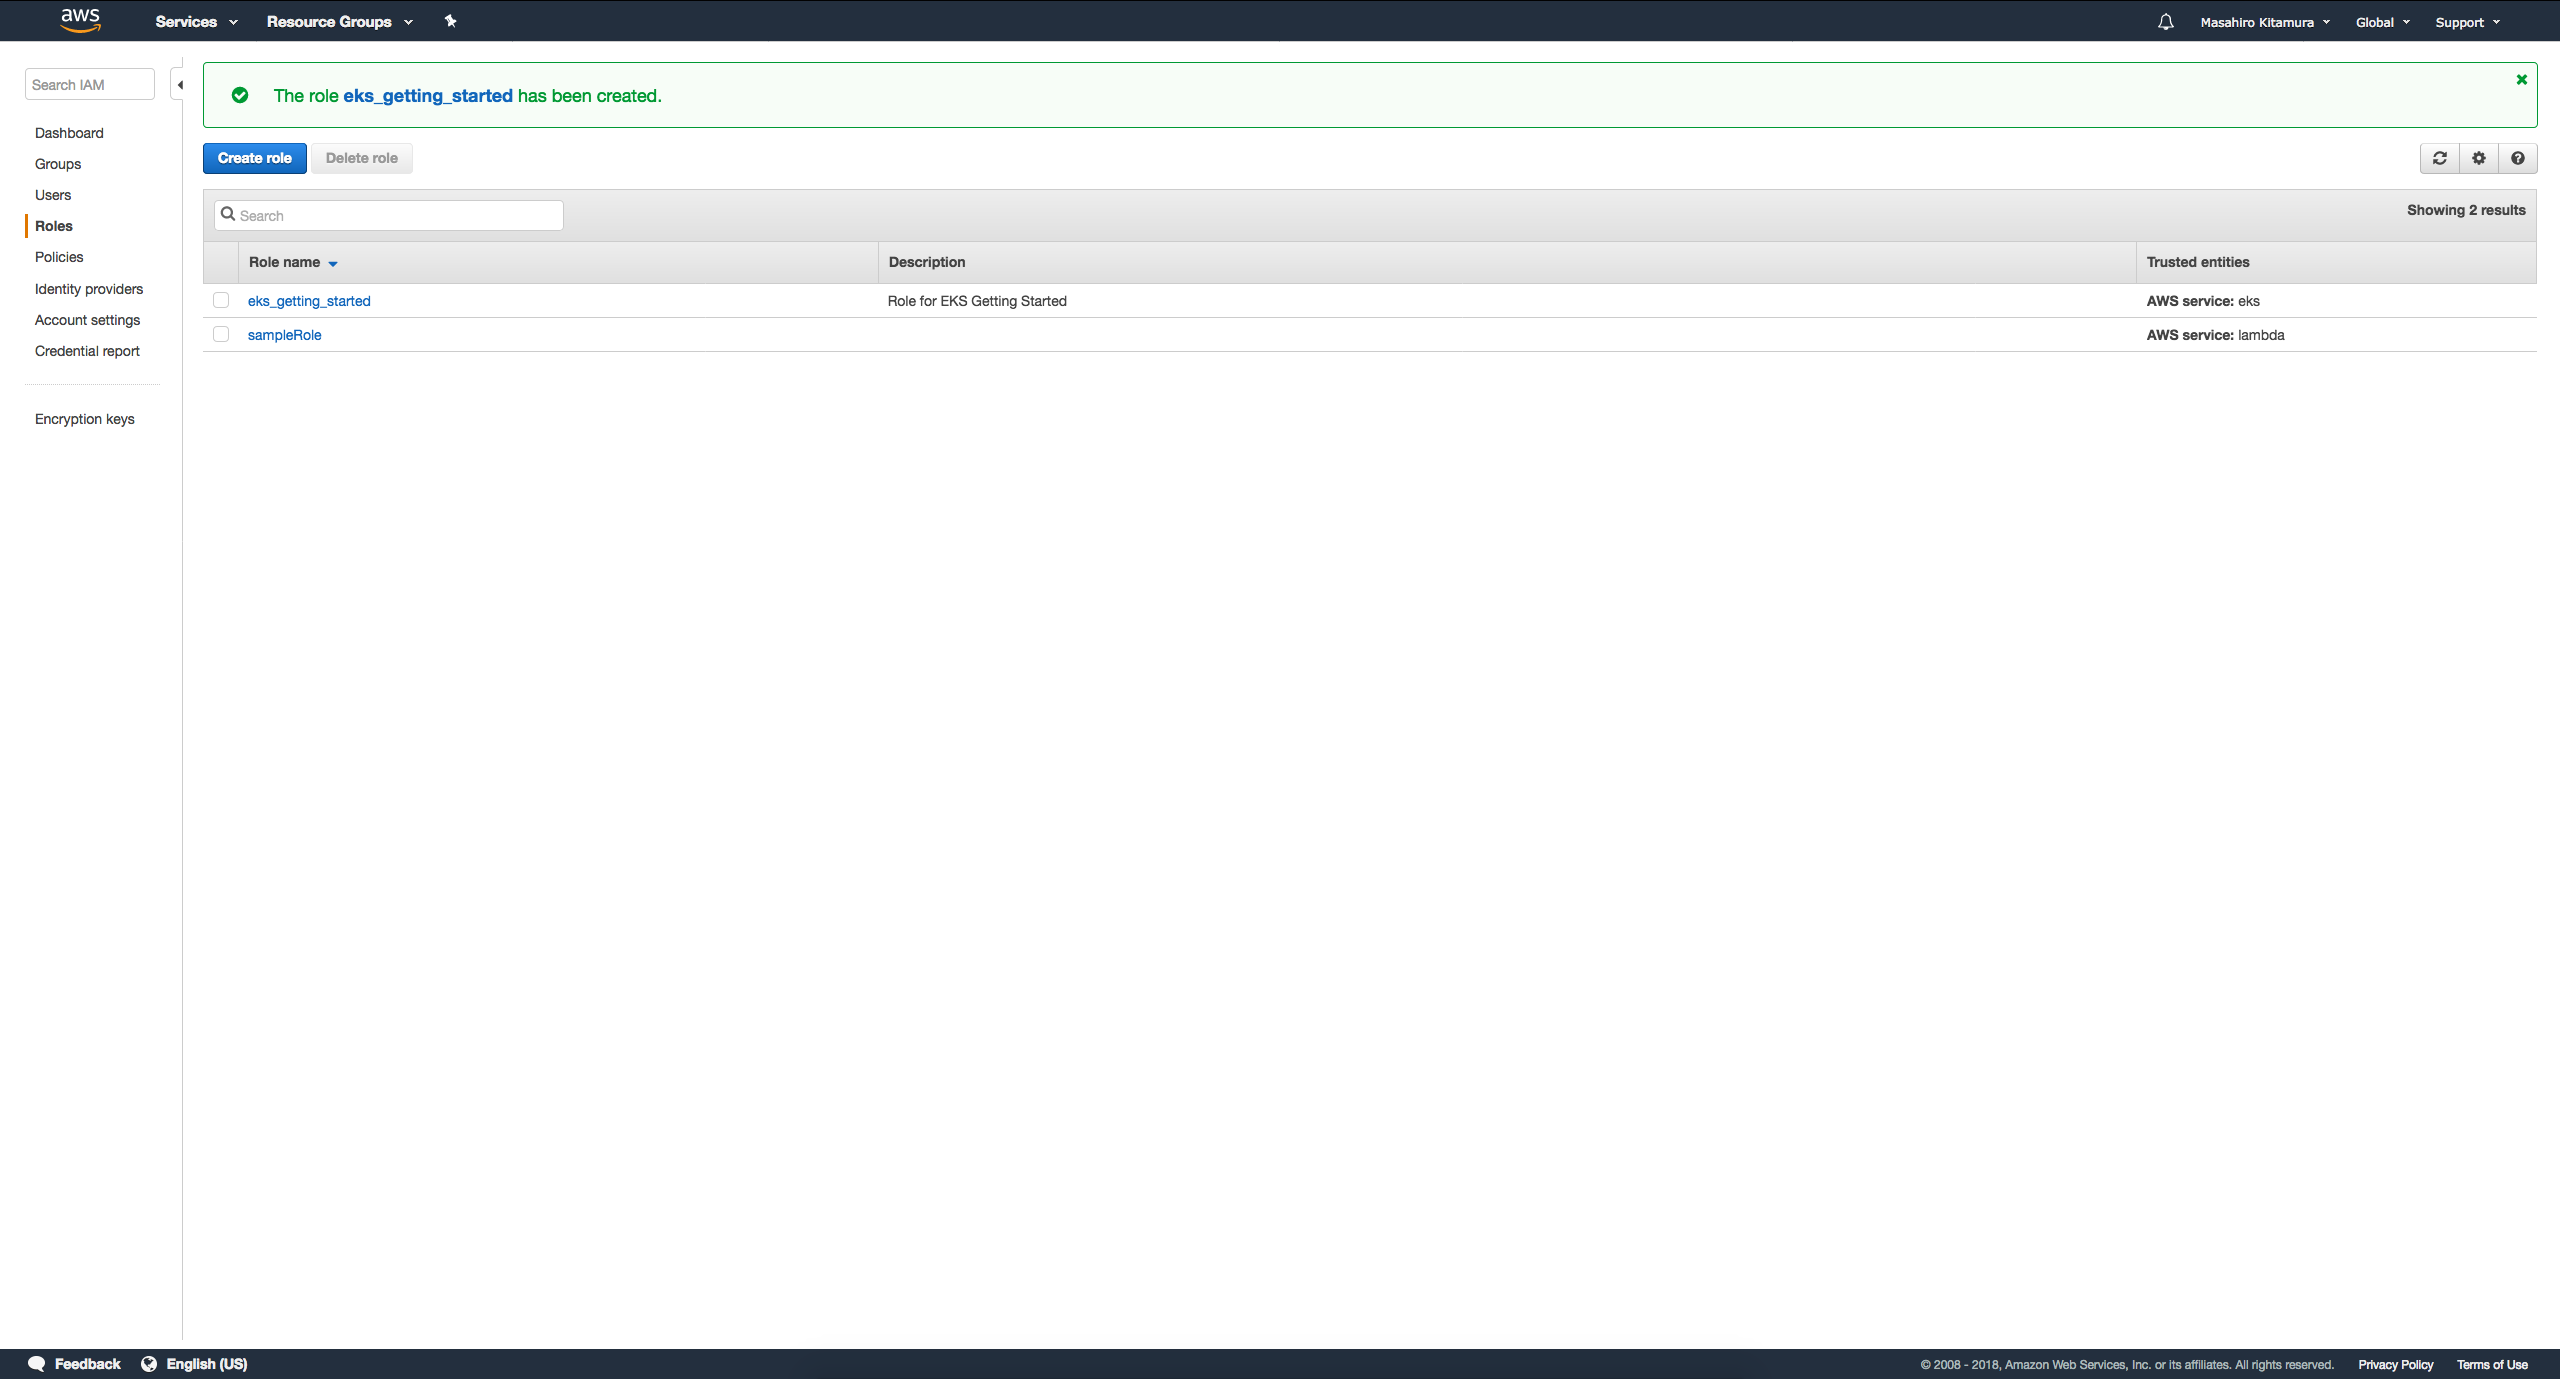 aws Services Resource Groups Masahiro Kitamura Global Support
Search IAM
Dashboard
Groups
Users
Roles
Policies
Identity providers
Account settings
Credential report
Encryption keys
The role eks_getting_started has been created.
Create role Delete role
Search Showing 2 results
Role name Description Trusted entities
eks_getting_started Role for EKS Getting Started AWS service: eks
sampleRole AWS service: lambda
Feedback English (US) © 2008 - 2018, Amazon Web Services, Inc. or its affiliates. All rights reserved. Privacy Policy Terms of Use